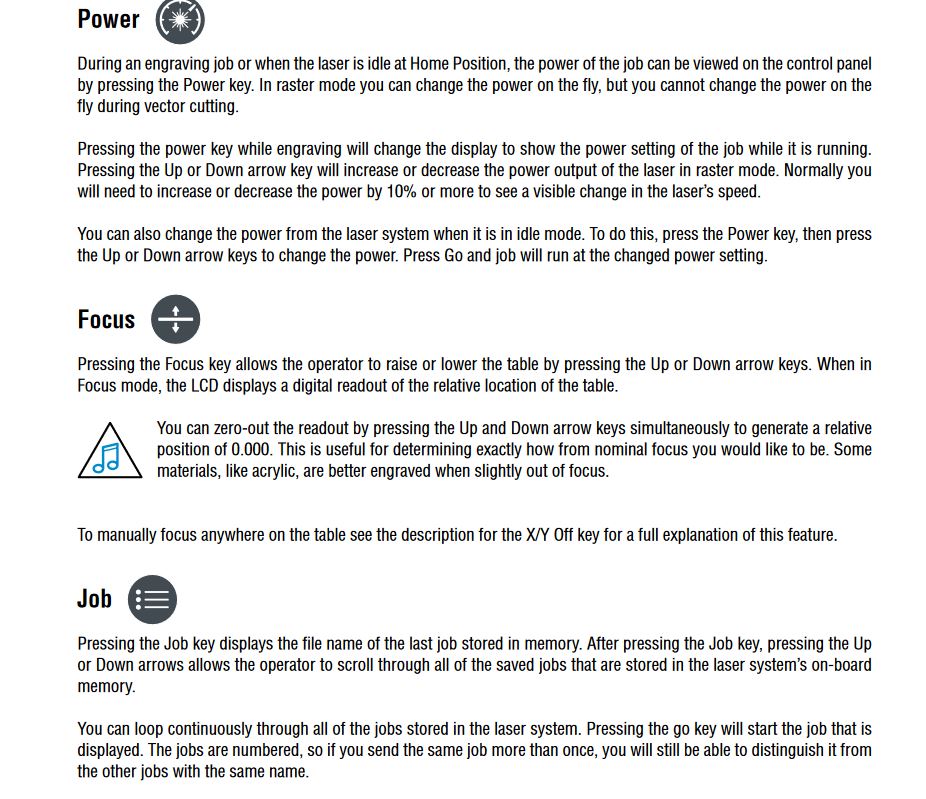 Power
During an engraving job or when the laser is idle at Home Position, the power of the job can be viewed on the control panel
by pressing the Power key. In raster mode you can change the power on the fly, but you cannot change the power on the
fly during vector cutting.
Pressing the power key while engraving will change the display to show the power setting of the job while it is running.
Pressing the Up or Down arrow key will increase or decrease the power output of the laser in raster mode. Normally you
will need to increase or decrease the power by 10% or more to see a visible change in the laser’s speed.
You can also change the power from the laser system when it is in idle mode. To do this, press the Power key, then press
the Up or Down arrow keys to change the power. Press Go and job will run at the changed power setting.
Focus
Pressing the Focus key allows the operator to raise or lower the table by pressing the Up or Down arrow keys. When in
Focus mode, the LCD displays a digital readout of the relative location of the table.
You can zero-out the readout by pressing the Up and Down arrow keys simultaneously to generate a relative
position of 0.000. This is useful for determining exactly how from nominal focus you would like to be. Some
materials, like acrylic, are better engraved when slightly out of focus.
To manually focus anywhere on the table see the description for the X/Y Off key for a full explanation of this feature.
Job
Pressing the Job key displays the file name of the last job stored in memory. After pressing the Job key, pressing the Up
or Down arrows allows the operator to scroll through all of the saved jobs that are stored in the laser system’s on-board
memory.
You can loop continuously through all of the jobs stored in the laser system. Pressing the go key will start the job that is
displayed. The jobs are numbered, so if you send the same job more than once, you will still be able to distinguish it from
the other jobs with the same name.